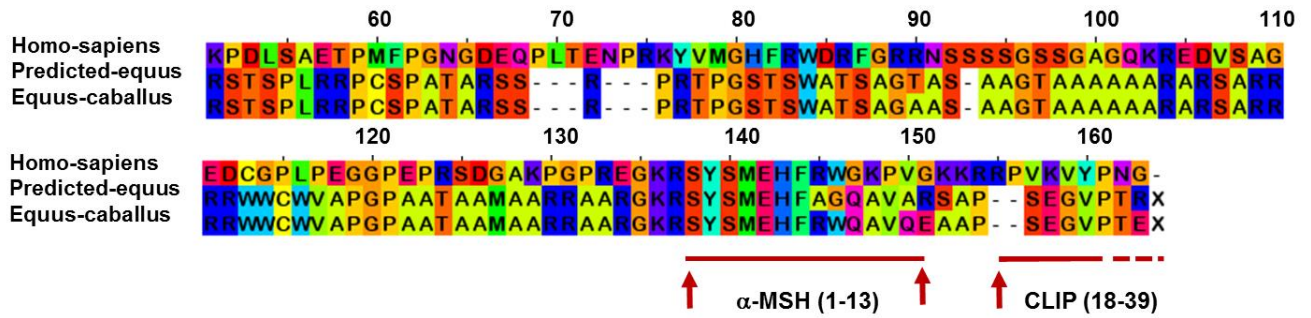 60 70 80 90 100 110
Homo-sapiens KPDLSAETPMFPGNGDEQPLTENPRKYVMGHFRWDRFGRRNSSSSGSSGAGQKREDVSAG
Predicted-equus RSTSPLRRPCSPATARSS---R---PRTPGSTSWATSAGTAS-AAGTAAAAAARARSARR
Equus-caballus RSTSPLRRPCSPATARSS---R---PRTPGSTSWATSAGAAS-AAGTAAAAAARARSARR
120 130 140 150 160
Homo-sapiens EDCGPLPEGGPEPRSDGAKPGPREGKRSYSMEHFRWGKPVGKKRRPVKVYPNG-
Predicted-equus RRWWCWVAPGPAATAAMAARRAARGKRSYSMEHFAGQAVARSAP--SEGVPTRX
Equus-caballus RRWWCWVAPGPAATAAMAARRAARGKRSYSMEHFRWQAVQEAAP--SEGVPTEX
α-MSH (1-13) CLIP (18-39)